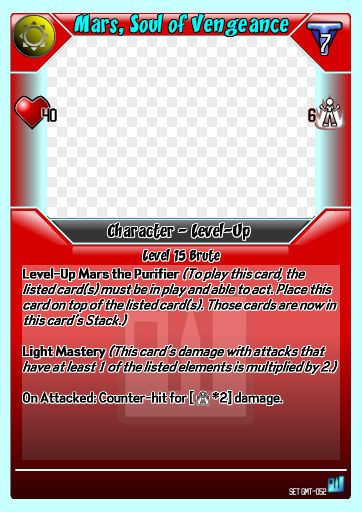 Mars, Soul of Vengeance
7
40
6
Character - Level-Up
Level 15 Brute
Level-Up Mars the Purifier (To play this card, the
listed card(s) must be in play and able to act. Place this
card on top of the listed card(s). Those cards are now in
this card's Stack.)
Light Mastery (This card's damage with attacks that
have at least 1 of the listed elements is multiplied by 2.)
On Attacked: Counter-hit for [ *2] damage.
SET GMT-052